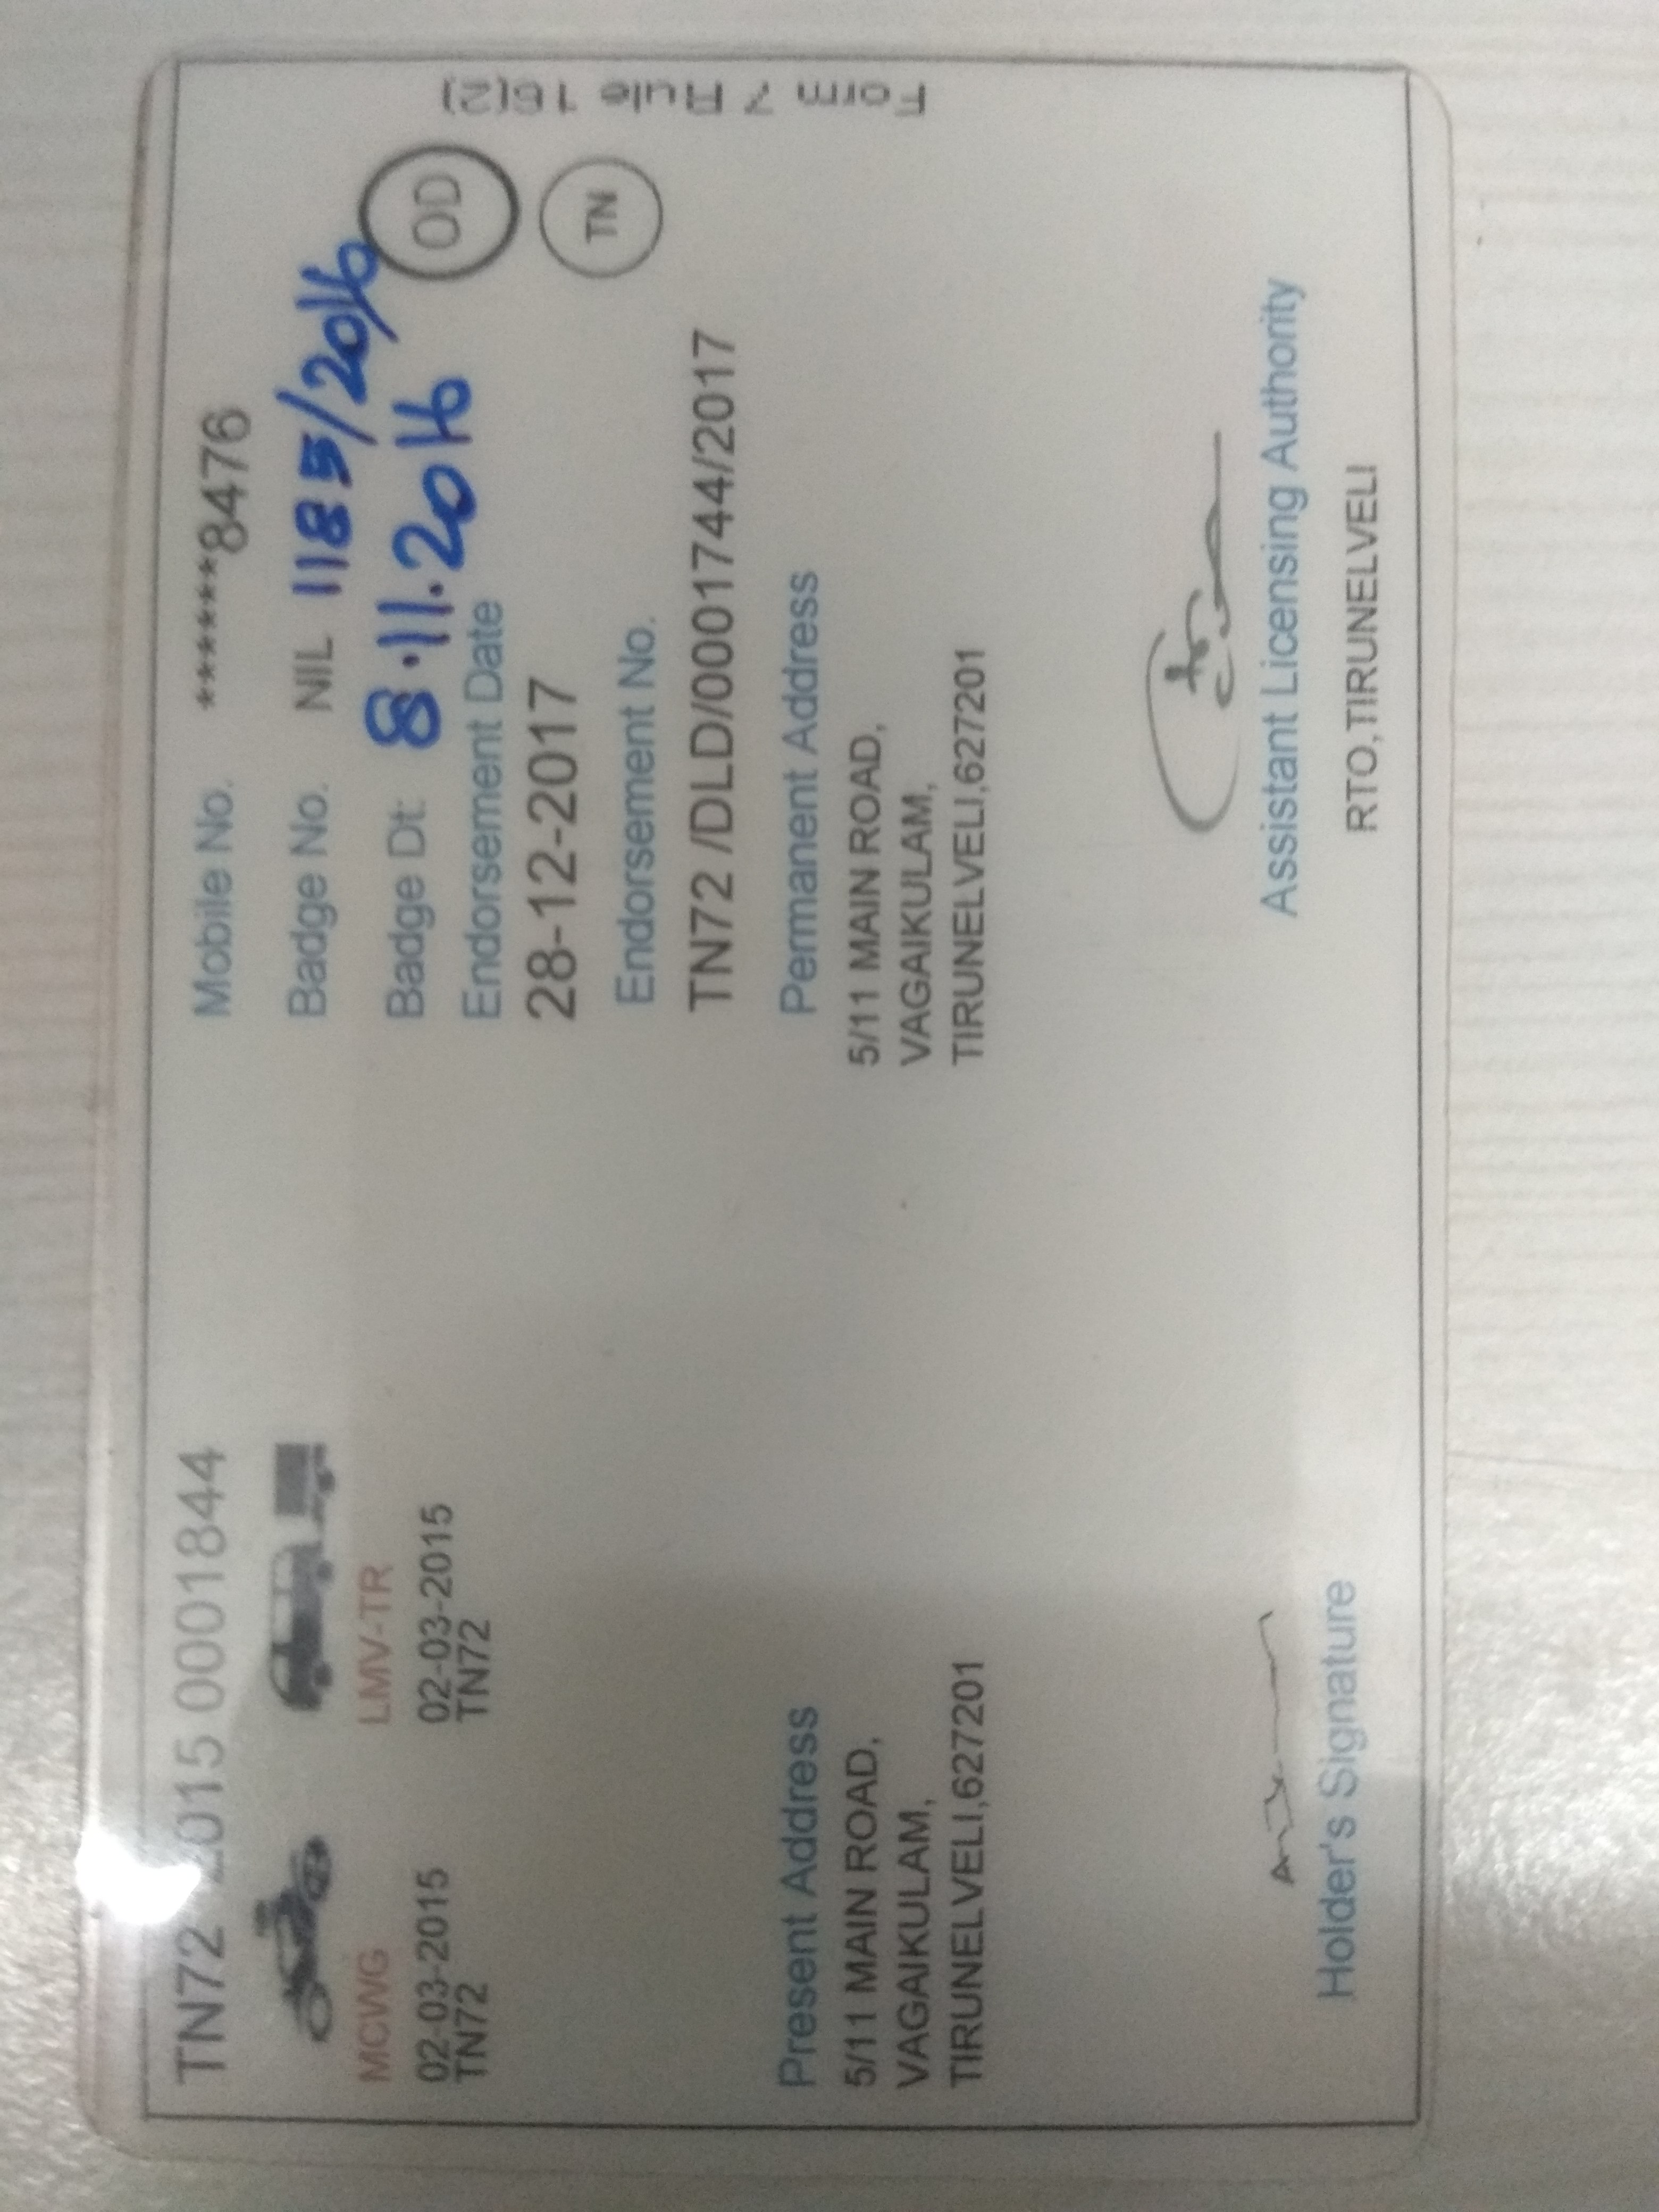 TN72 2015 0001844
MCWG
02-03-2015
TN72
LMV-TR
02-03-2015
TN72
Mobile No. ******8476
Badge No. NIL 1185/2016
Badge Dt: 8.11.2016
Endorsement Date
28-12-2017
Endorsement No.
TN72 /DLD/0001744/2017
OD
TN
Form 7 Rule 16(2)
Present Address
5/11 MAIN ROAD,
VAGAIKULAM,
TIRUNELVELI,627201
Permanent Address
5/11 MAIN ROAD,
VAGAIKULAM,
TIRUNELVELI,627201
Holder's Signature
Assistant Licensing Authority
RTO,TIRUNELVELI